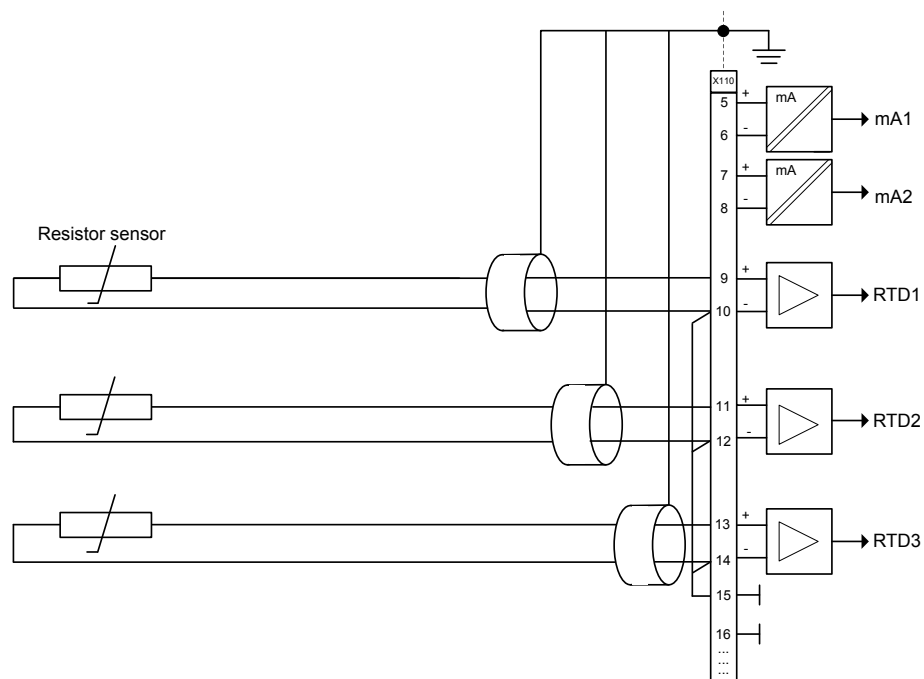 X110
5 + mA
mA1
6 -
7 + mA
mA2
8 -
Resistor sensor
9 +
RTD1
10 -
11 +
RTD2
12 -
13 +
RTD3
14 -
15
16
...
...
...